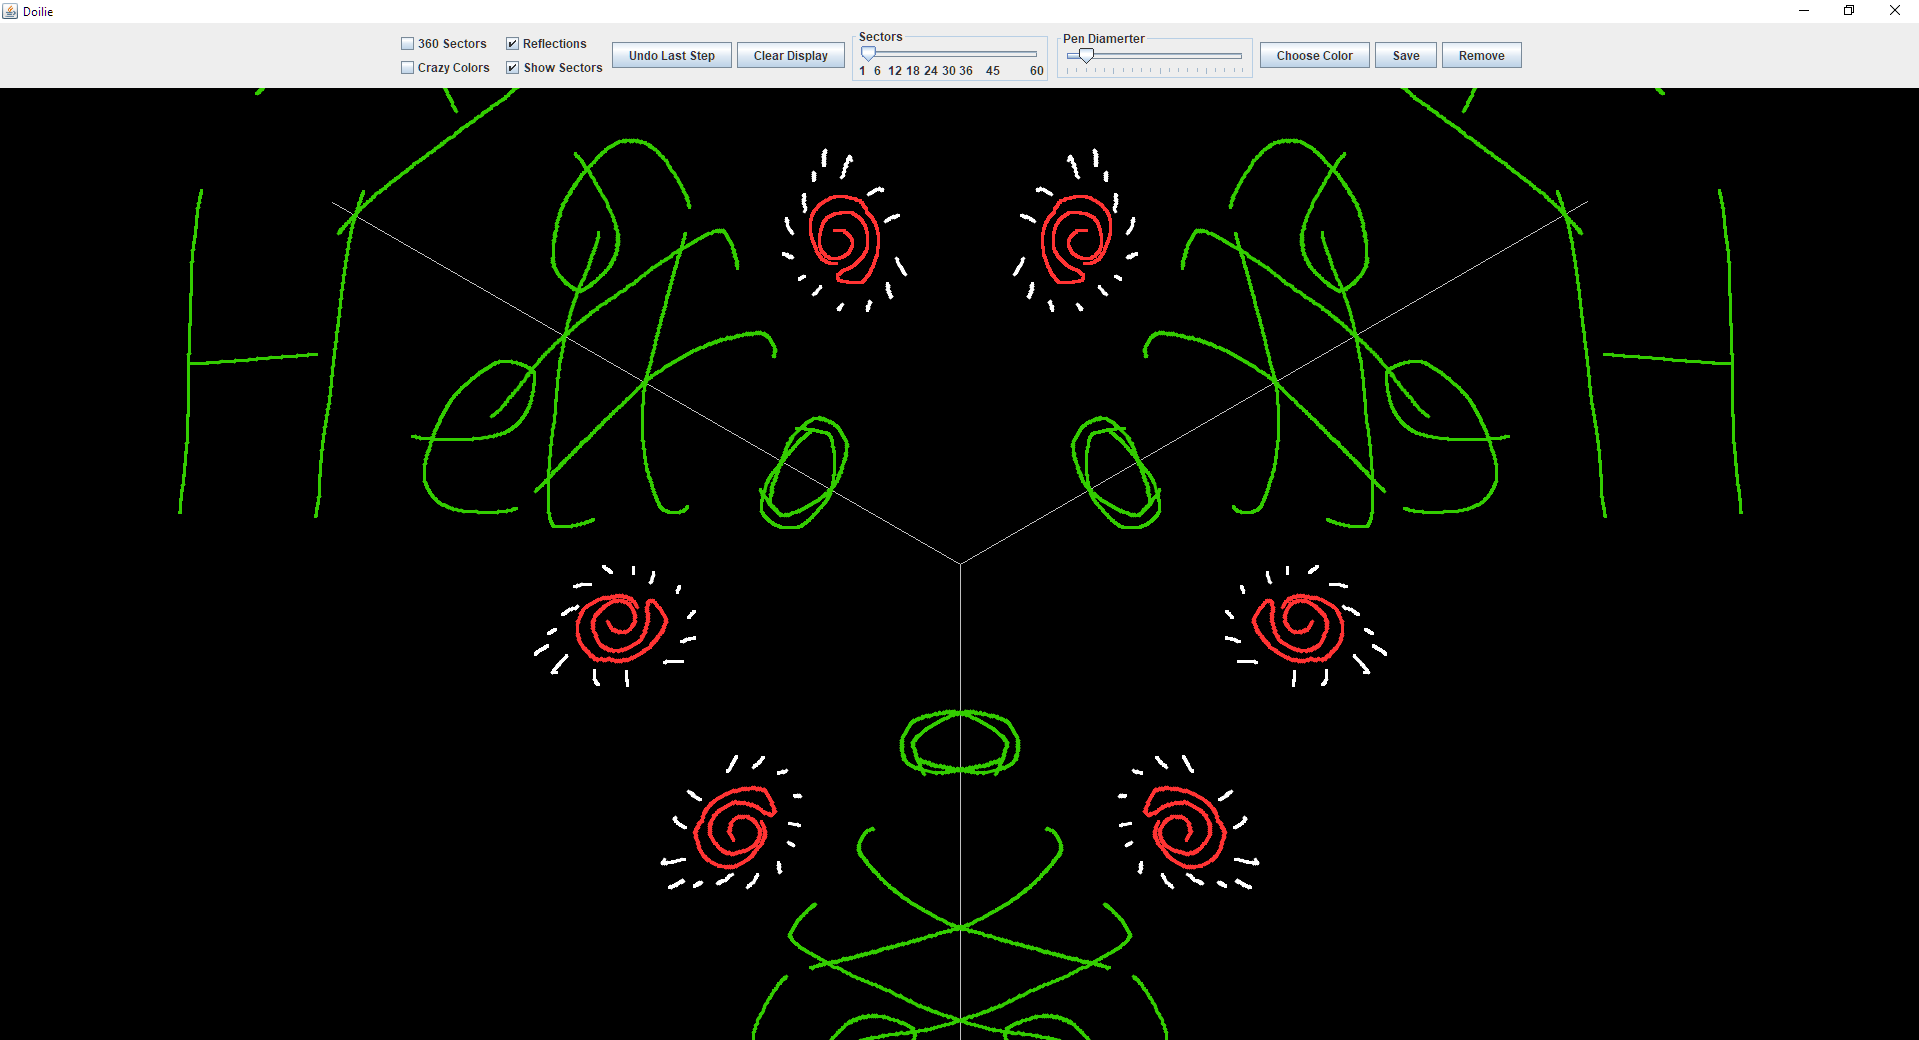 Doilie
360 Sectors Reflections
Crazy Colors Show Sectors
Undo Last Step Clear Display
Sectors
1 6 12 18 24 30 36 45 60
Pen Diamerter
Choose Color Save Remove